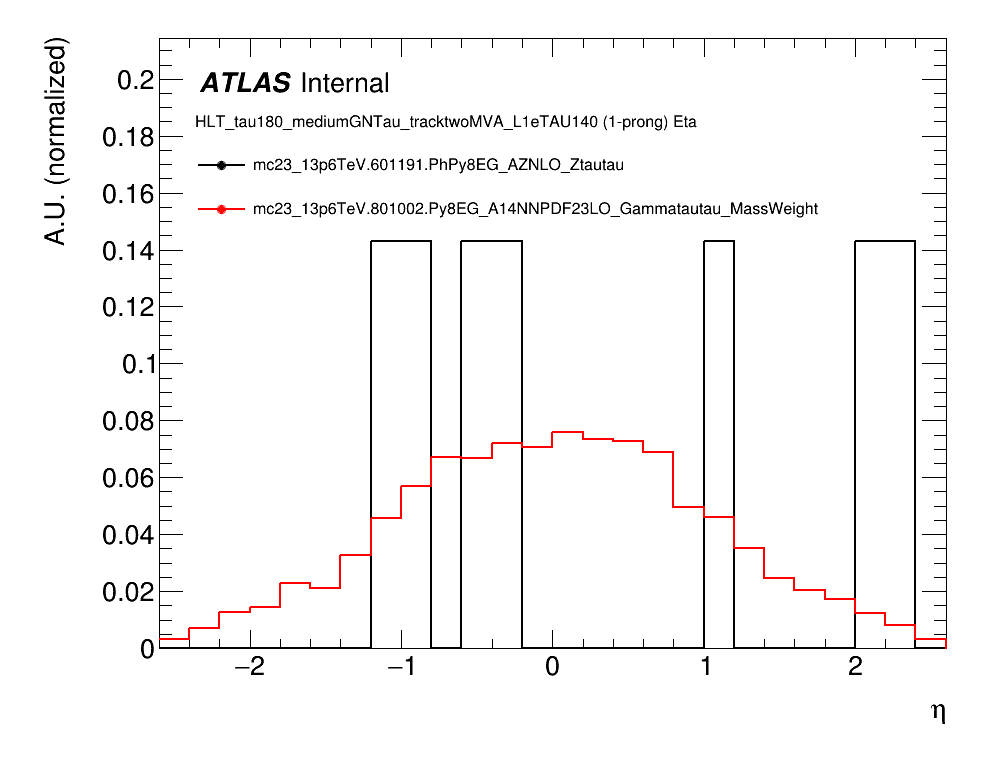 A.U. (normalized)
0.2
0.18
0.16
0.14
0.12
0.1
0.08
0.06
0.04
0.02
0
ATLAS Internal
HLT_tau180_mediumGNTau_tracktwoMVA_L1eTAU140 (1-prong) Eta
mc23_13p6TeV.601191.PhPy8EG_AZNLO_Ztautau
mc23_13p6TeV.801002.Py8EG_A14NNPDF23LO_Gammatautau_MassWeight
−2 −1 0 1 2
η